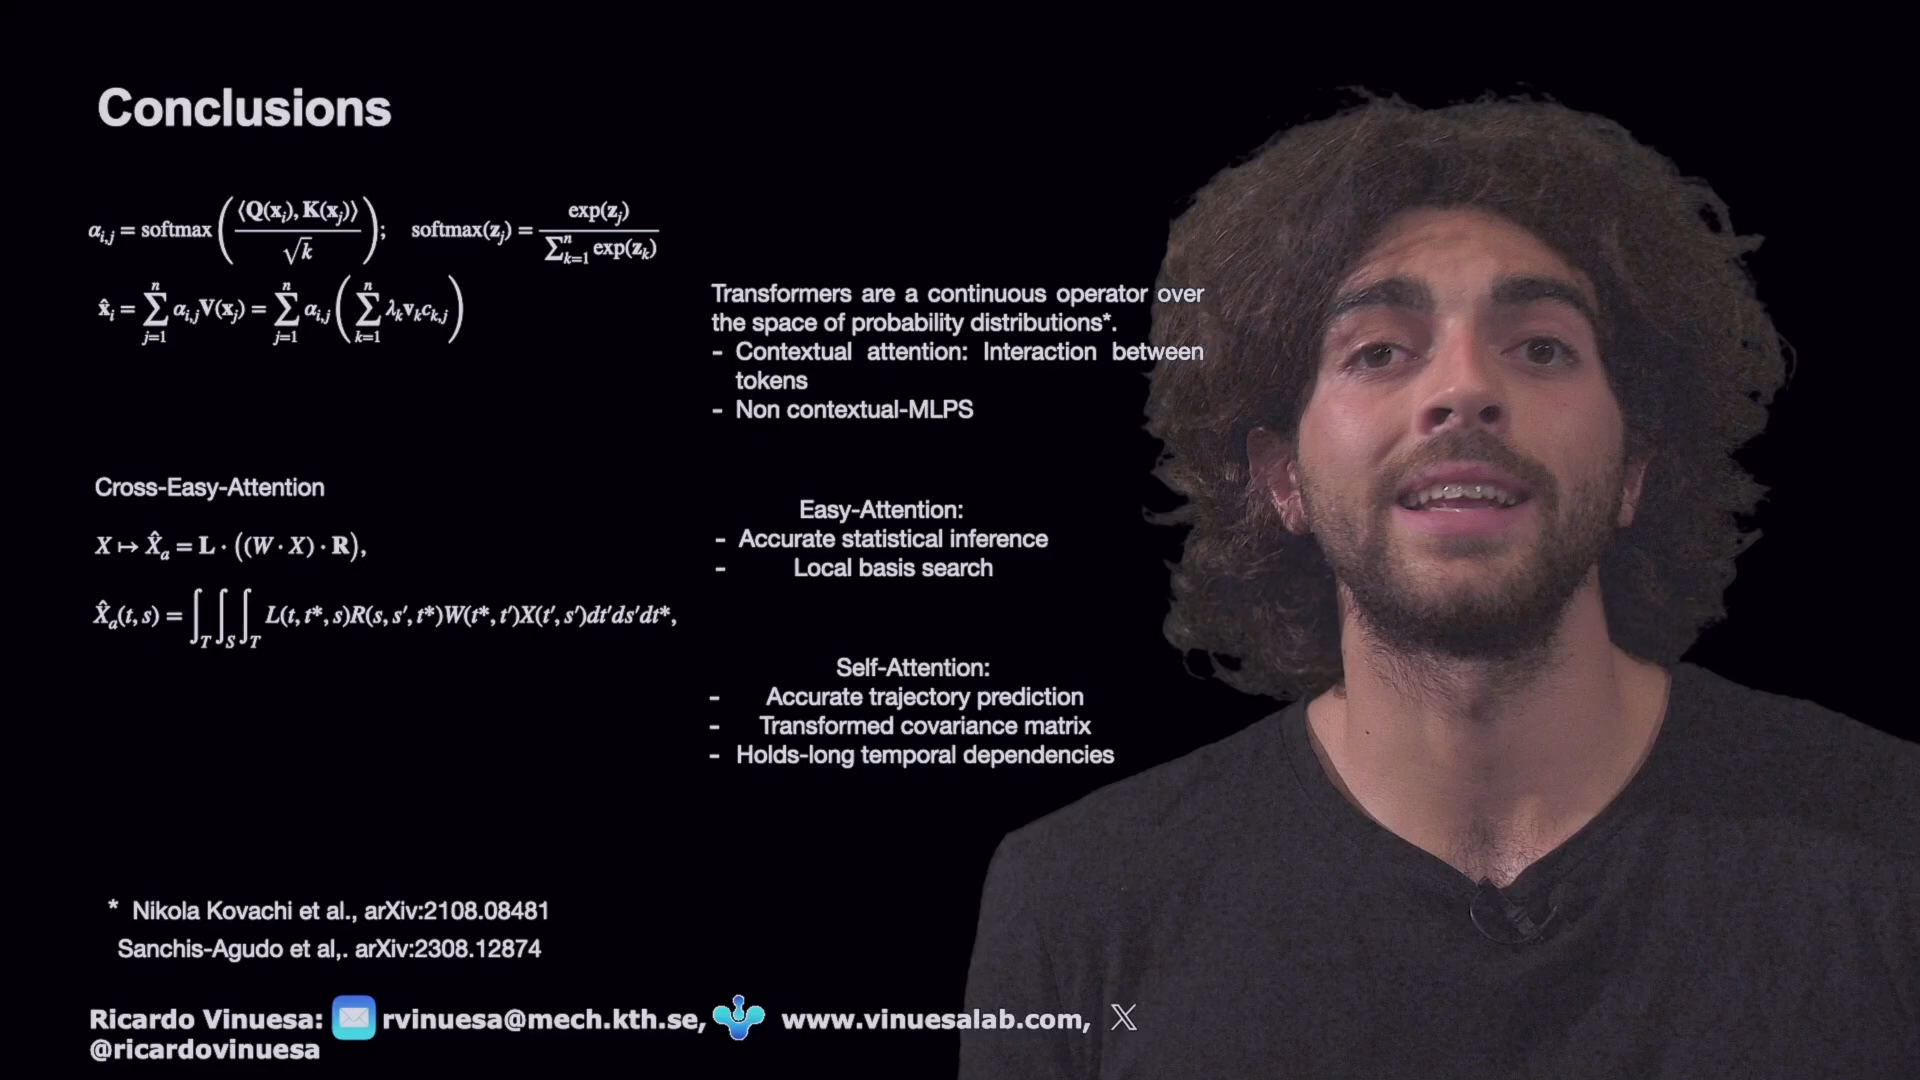 Conclusions
α_{i,j} = softmax(⟨Q(x_i), K(x_j)⟩ / √k); softmax(z_j) = exp(z_j) / ∑_{k=1}^{n} exp(z_k)
x̂_i = ∑_{j=1}^{n} α_{i,j}V(x_j) = ∑_{j=1}^{n} α_{i,j} (∑_{k=1}^{n} λ_k v_k c_{k,j})
Transformers are a continuous operator over
the space of probability distributions*.
- Contextual attention: Interaction between
tokens
- Non contextual-MLPS
Cross-Easy-Attention
X ↦ X̂_a = L · ((W · X) · R),
X̂_a(t, s) = ∫_T ∫_S ∫_T L(t, t*, s)R(s, s′, t*)W(t*, t′)X(t′, s′)dt′ds′dt*,
Easy-Attention:
- Accurate statistical inference
- Local basis search
Self-Attention:
- Accurate trajectory prediction
- Transformed covariance matrix
- Holds-long temporal dependencies
* Nikola Kovachi et al., arXiv:2108.08481
Sanchis-Agudo et al,. arXiv:2308.12874
Ricardo Vinuesa: rvinuesa@mech.kth.se, www.vinuesalab.com, X
@ricardovinuesa